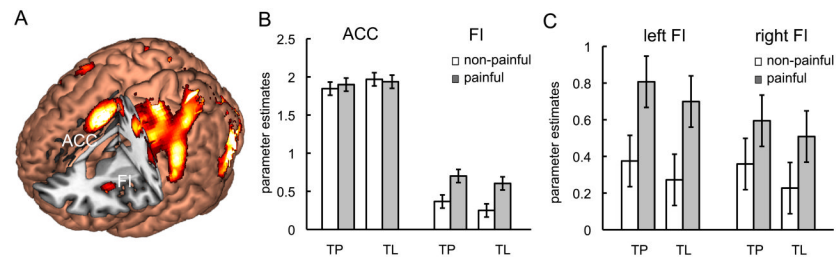 A
ACC
FI
B
ACC FI
non-painful
painful
parameter estimates
2.5
2
1.5
1
0.5
0
TP TL TP TL
C
left FI right FI
non-painful
painful
parameter estimates
1
0.8
0.6
0.4
0.2
0
TP TL TP TL